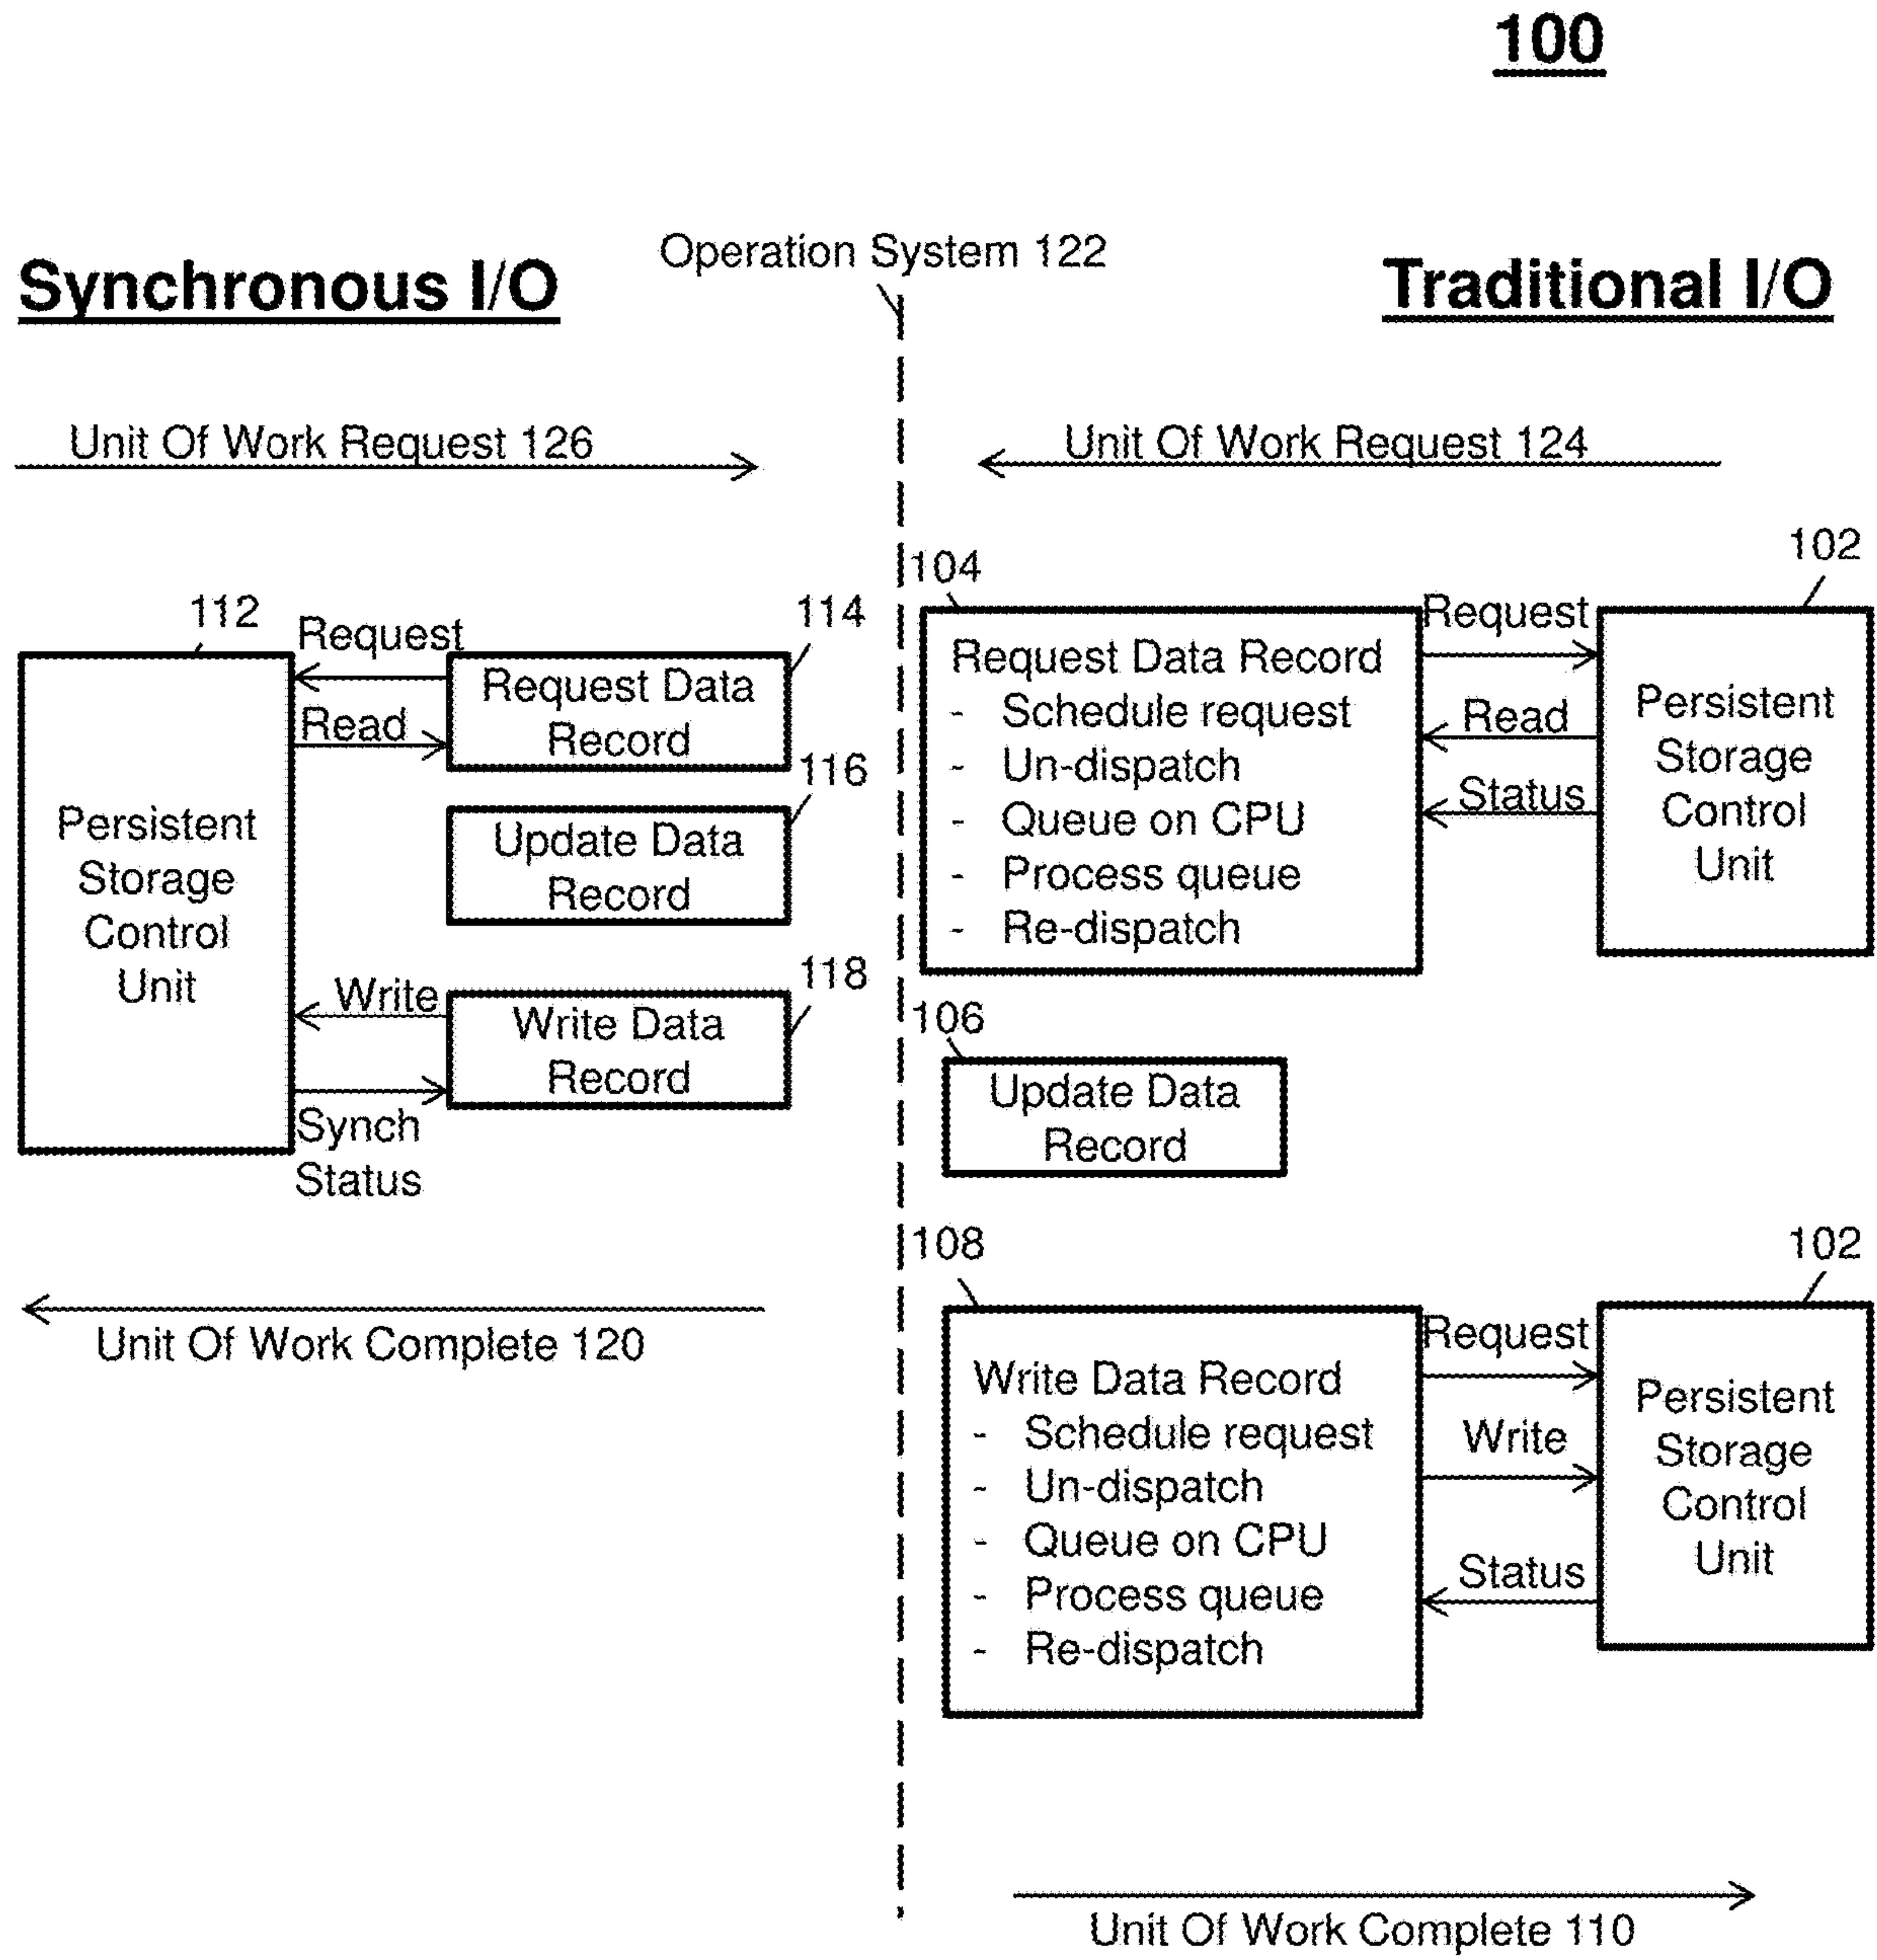 100
Operation System 122
Synchronous I/O
Unit Of Work Request 126
112
Request
Read
114
Request Data
Record
116
Update Data
Record
Persistent
Storage
Control
Unit
118
Write
Write Data
Record
Synch
Status
Unit Of Work Complete 120
Traditional I/O
Unit Of Work Request 124
104
Request Data Record
- Schedule request
- Un-dispatch
- Queue on CPU
- Process queue
- Re-dispatch
Request
Read
Status
102
Persistent
Storage
Control
Unit
106
Update Data
Record
108
Write Data Record
- Schedule request
- Un-dispatch
- Queue on CPU
- Process queue
- Re-dispatch
Request
Write
Status
102
Persistent
Storage
Control
Unit
Unit Of Work Complete 110